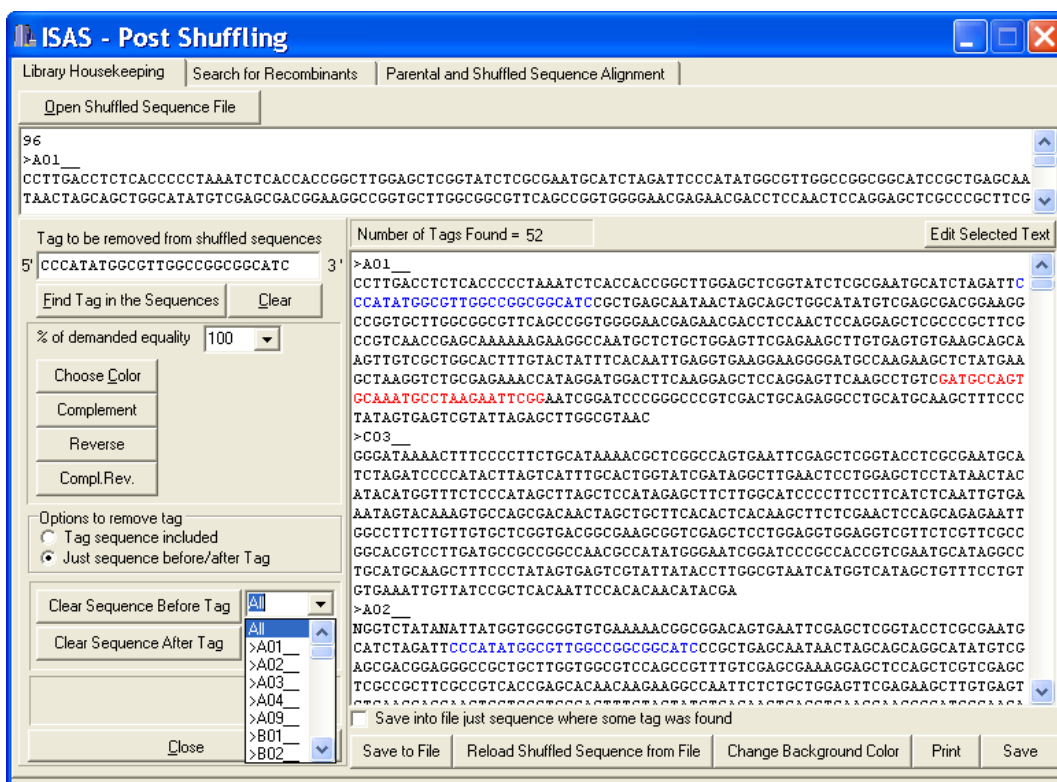 ISAS - Post Shuffling
Library Housekeeping
Search for Recombinants
Parental and Shuffled Sequence Alignment
Open Shuffled Sequence File
96
>A01__
CCTTGACCTCTCACCCCCTAAATCTCACCACCGGCTTGGAGCTCGGTATCTCGCGAATGCATCTAGATTCCCATATGGCGTTGGCCGGCGGCATCCGCTGAGCAA
TAACTAGCAGCTGGCATATGTCGAGCGACGGAAGGCCGGTGCTTGGCGGCGTTCAGCCGGTGGGGAACGAGAACGACCTCCAACTCCAGGAGCTCGCCCGCTTCG
Tag to be removed from shuffled sequences
5' CCCATATGGCGTTGGCCGGCGGCATC 3'
Find Tag in the Sequences
Clear
% of demanded equality 100
Choose Color
Complement
Reverse
Compl.Rev.
Options to remove tag
Tag sequence included
Just sequence before/after Tag
Clear Sequence Before Tag
All
Clear Sequence After Tag
All
>A01__
>A02__
>A03__
>A04__
>A09__
>B01__
>B02__
Close
Number of Tags Found = 52
Edit Selected Text
>A01__
CCTTGACCTCTCACCCCCTAAATCTCACCACCGGCTTGGAGCTCGGTATCTCGCGAATGCATCTAGATTC
CCATATGGCGTTGGCCGGCGGCATCCGCTGAGCAATAACTAGCAGCTGGCATATGTCGAGCGACGGAAGG
CCGGTGCTTGGCGGCGTTCAGCCGGTGGGGAACGAGAACGACCTCCAACTCCAGGAGCTCGCCCGCTTCG
CCGTCAACCGAGCAAAAAAGAAGGCCAATGCTCTGCTGGAGTTCGAGAAGCTTGTGAGTGTGAAGCAGCA
AGTTGTCGCTGGCACTTTGTACTATTTCACAATTGAGGTGAAGGAAGGGGATGCCAAGAAGCTCTATGAA
GCTAAGGTCTGCGAGAAACCATAGGATGGACTTCAAGGAGCTCCAGGAGTTCAAGCCTGTCGATGCCAGT
GCAAATGCCTAAGAATTCGGAATCGGATCCCGGGCCCGTCGACTGCAGAGGCCTGCATGCAAGCTTTCCC
TATAGTGAGTCGTATTAGAGCTTGGCGTAAC
>C03__
GGGATAAAACTTTCCCCTTCTGCATAAAACGCTCGGCCAGTGAATTCGAGCTCGGTACCTCGCGAATGCA
TCTAGATCCCCATACTTAGTCATTTGCACTGGTATCGATAGGCTTGAACTCCTGGAGCTCCTATAACTAC
ATACATGGTTTCTCCCATAGCTTAGCTCCATAGAGCTTCTTGGCATCCCCTTCCTTCATCTCAATTGTGA
AATAGTACAAAGTGCCAGCGACAACTAGCTGCTTCACACTCACAAGCTTCTCGAACTCCAGCAGAGAATT
GGCCTTCTTGTTGTGCTCGGTGACGGCGAAGCGGTCGAGCTCCTGGAGGTGGAGGTCGTTCTCGTTCGCC
GGCACGTCCTTGATGCCGCCGGCCAACGCCATATGGGAATCGGATCCCGCCACCGTCGAATGCATAGGCC
TGCATGCAAGCTTTCCCTATAGTGAGTCGTATTATACCTTGGCGTAATCATGGTCATAGCTGTTTCCTGT
GTGAAATTGTTATCCGCTCACAATTCCACACAACATACGA
>A02__
NGGTCTATANATTATGGTGGCGGTGTGAAAAACGGCGGACAGTGAATTCGAGCTCGGTACCTCGCGAATG
CATCTAGATTCCCATATGGCGTTGGCCGGCGGCATCCCGCTGAGCAATAACTAGCAGCAGGCATATGTCG
AGCGACGGAGGGCCGCTGCTTGGTGGCGTCCAGCCGTTTGTCGAGCGAAAGGAGCTCCAGCTCGTCGAGC
TCGCCGCTTCGCCGTCACCGAGCACAACAAGAAGGCCAATTCTCTGCTGGAGTTCGAGAAGCTTGTGAGT
Save into file just sequence where some tag was found
Save to File
Reload Shuffled Sequence from File
Change Background Color
Print
Save